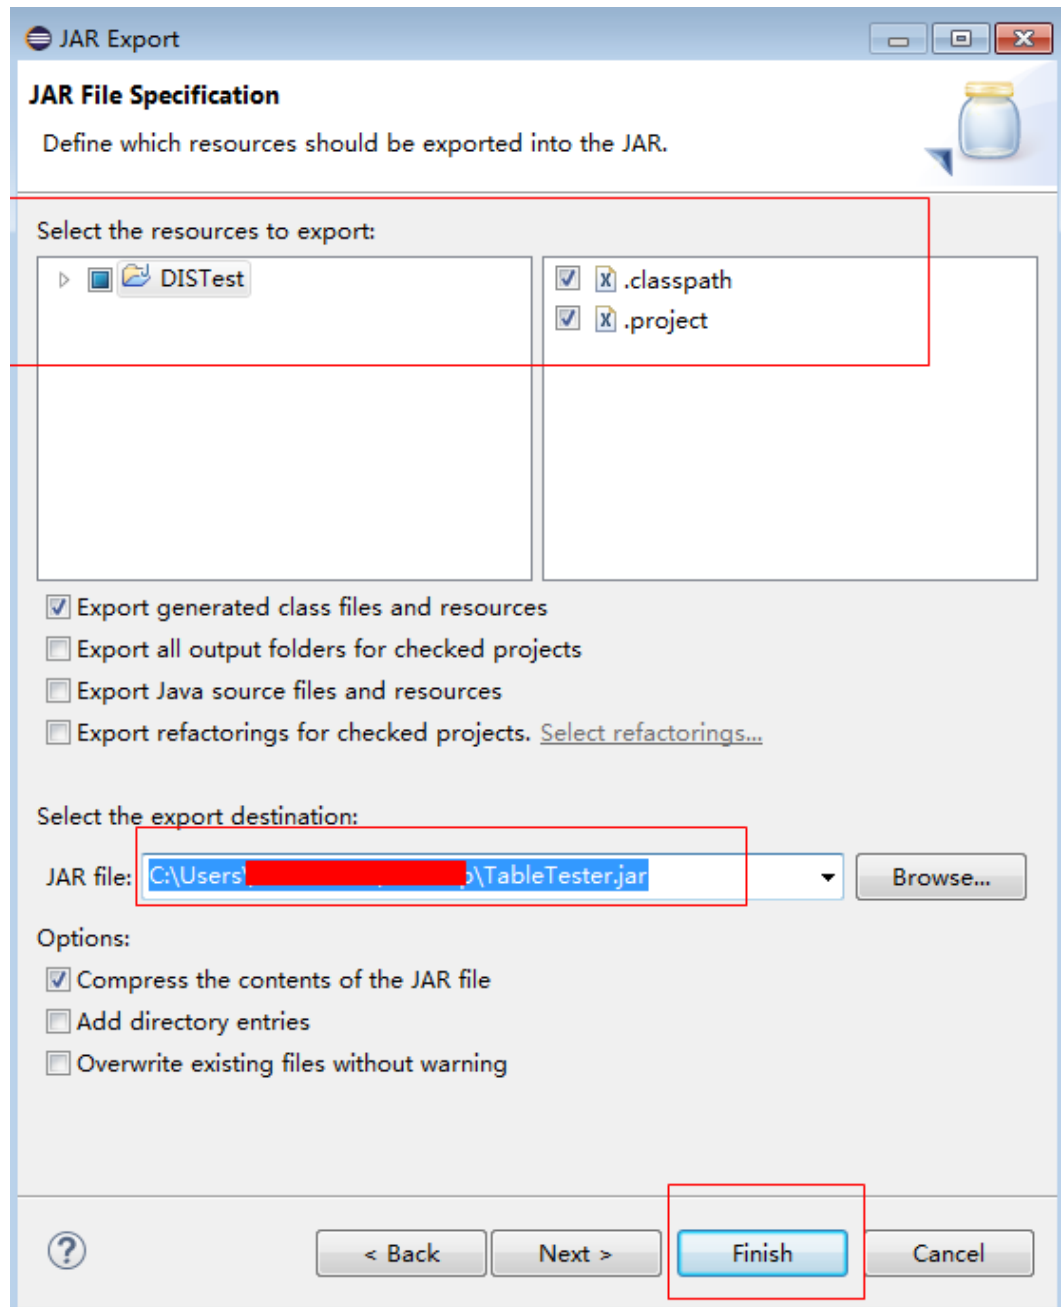 JAR Export
JAR File Specification
Define which resources should be exported into the JAR.
Select the resources to export:
DISTest
.classpath
.project
Export generated class files and resources
Export all output folders for checked projects
Export Java source files and resources
Export refactorings for checked projects. Select refactorings...
Select the export destination:
JAR file: C:\Users\ p\TableTester.jar Browse...
Options:
Compress the contents of the JAR file
Add directory entries
Overwrite existing files without warning
? < Back Next > Finish Cancel